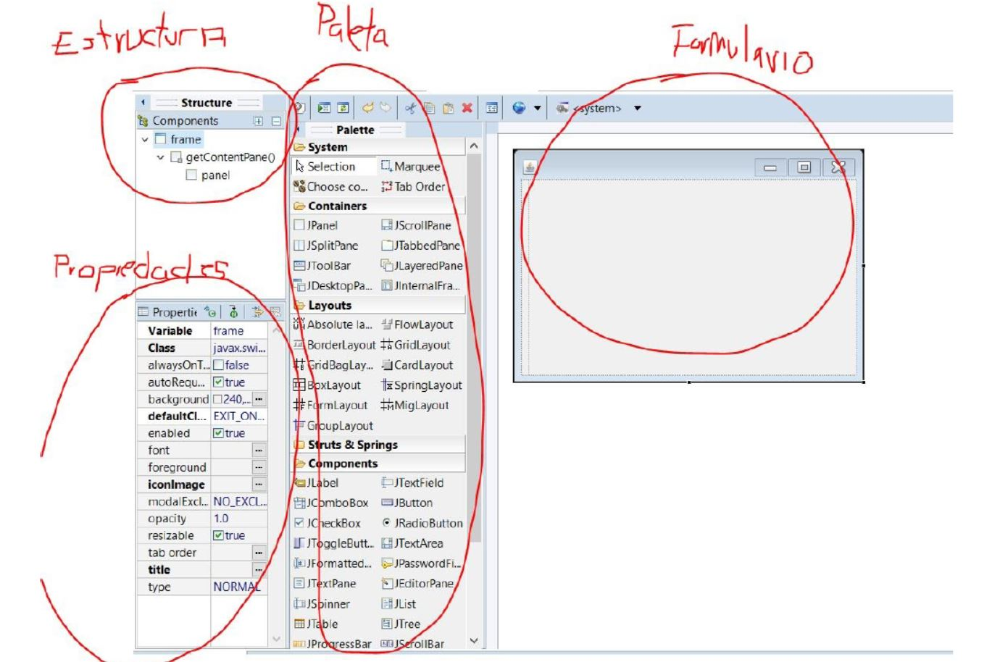 Estructura
Paleta
Formulario
Structure
Components
frame
getContentPane()
panel
Propiedades
Properti
Variable frame
Class javax.swi...
alwaysOnT... false
autoRequ... true
background 240,...
defaultCl... EXIT_ON...
enabled true
font
foreground
iconImage
modalExcl... NO_EXCL...
opacity 1.0
resizable true
tab order
title
type NORMAL
<system>
Palette
System
Selection Marquee
Choose co... Tab Order
Containers
JPanel JScrollPane
JSplitPane JTabbedPane
JToolBar JLayeredPane
JDesktopPa... JInternalFra...
Layouts
Absolute la... FlowLayout
BorderLayout GridLayout
GridBagLay... CardLayout
BoxLayout SpringLayout
FormLayout MigLayout
GroupLayout
Struts & Springs
Components
JLabel JTextField
JComboBox JButton
JCheckBox JRadioButton
JToggleButt... JTextArea
JFormatted... JPasswordFi...
JTextPane JEditorPane
JSpinner JList
JTable JTree
JProgressBar JScrollBar